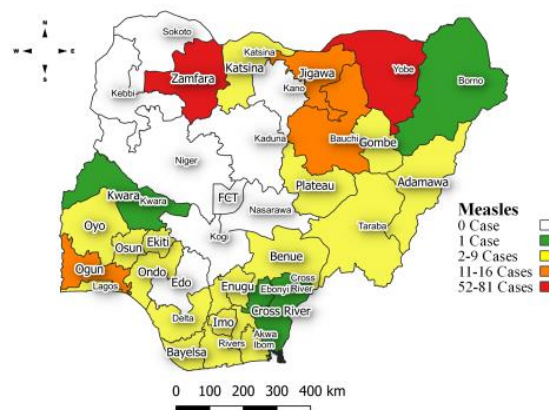 N
W E
S
Sokoto
Katsina
Zamfara
Katsina
Jigawa
Yobe
Borno
Kebbi
Kano
Kaduna
Bauchi
Gombe
Niger
Adamawa
Plateau
Kwara
Kwara
FCT
Nasarawa
Taraba
Oyo
Kogi
Osun
Ekiti
Benue
Ogun
Ondo
Edo
Enugu
Ebonyi
Cross
River
Lagos
Cross River
Delta
Imo
Akwa
Ibom
Rivers
Bayelsa
Measles
0 Case
1 Case
2-9 Cases
11-16 Cases
52-81 Cases
0 100 200 300 400 km